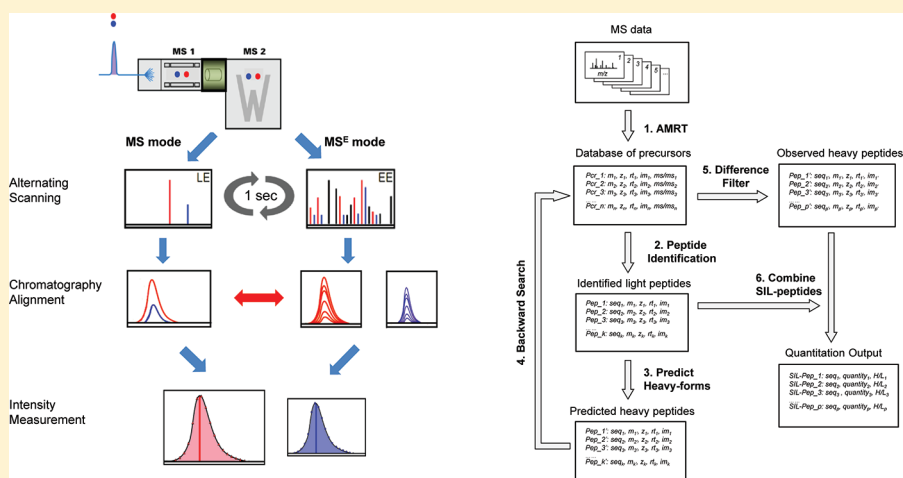 MS 1
MS 2
MS mode
MSᴱ mode
Alternating
Scanning
LE
1 sec
EE
Chromatography
Alignment
Intensity
Measurement
MS data
m/z
1
2
3
4
5
...
1. AMRT
Database of precursors
Pcr_1: m₁, z₁, rt₁, im₁, ms/ms₁
Pcr_2: m₂, z₂, rt₂, im₂, ms/ms₂
Pcr_3: m₃, z₃, rt₃, im₃, ms/ms₃
...
Pcr_n: mₙ, zₙ, rtₙ, imₙ, ms/msₙ
5. Difference
Filter
Observed heavy peptides
Pep_1': seq₁, m₁, z₁, rt₁, im₁'
Pep_2': seq₂, m₂, z₂, rt₂, im₂'
Pep_3': seq₃, m₃, z₃, rt₃, im₃'
...
2. Peptide
Identification
4. Backward Search
Identified light peptides
Pep_1: seq₁, m₁, z₁, rt₁, im₁
Pep_2: seq₂, m₂, z₂, rt₂, im₂
Pep_3: seq₃, m₃, z₃, rt₃, im₃
...
Pep_k: seqₖ, mₖ, zₖ, rtₖ, imₖ
6. Combine
SIL-peptides
3. Predict
Heavy-forms
Predicted heavy peptides
Pep_1': seq₁, m₁, z₁, rt₁, im₁
Pep_2': seq₂, m₂, z₂, rt₂, im₂
Pep_3': seq₃, m₃, z₃, rt₃, im₃
...
Pep_k': seqₖ, mₖ, zₖ, rtₖ, imₖ
Quantitation Output
SIL-Pep_1: seq₁, quantity₁, H/L₁
SIL-Pep_2: seq₂, quantity₂, H/L₂
SIL-Pep_3: seq₃, quantity₃, H/L₃
...
SIL-Pep_p: seqₚ, quantityₚ, H/Lₚ